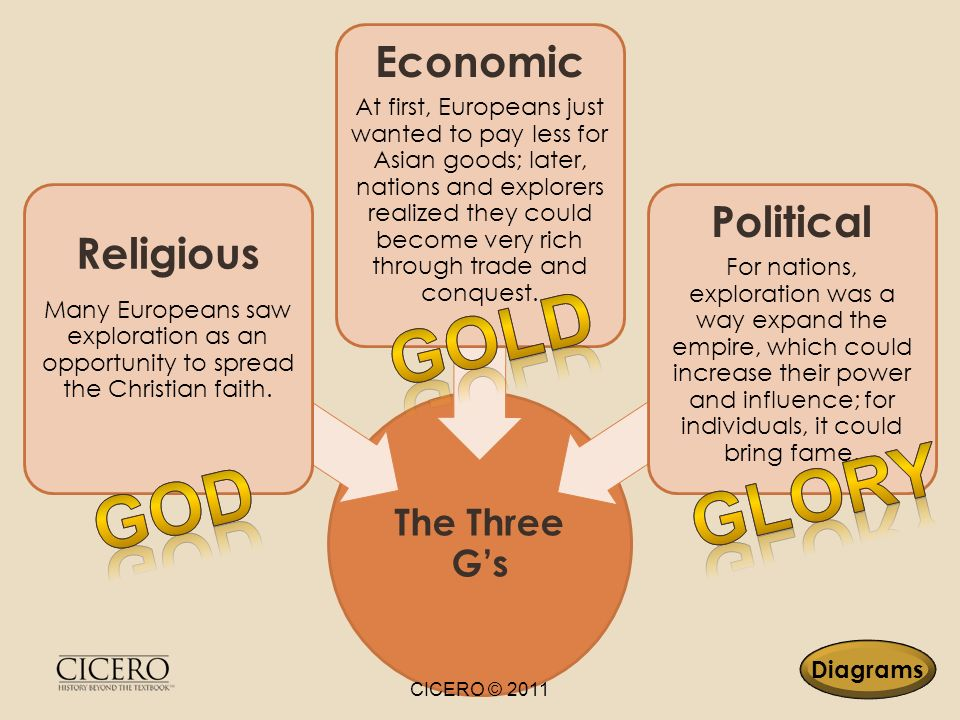 Economic
At first, Europeans just
wanted to pay less for
Asian goods; later,
nations and explorers
realized they could
become very rich
through trade and
conquest.
GOLD
Religious
Many Europeans saw
exploration as an
opportunity to spread
the Christian faith.
GOD
Political
For nations,
exploration was a
way expand the
empire, which could
increase their power
and influence; for
individuals, it could
bring fame.
GLORY
The Three
G’s
CICERO
HISTORY BEYOND THE TEXTBOOK™
CICERO © 2011
Diagrams